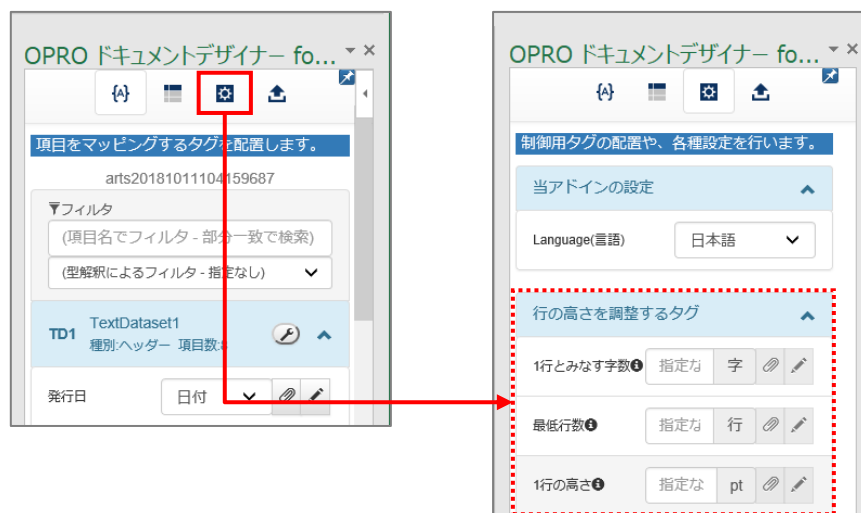 OPRO ドキュメントデザイナー fo...
{A}
項目をマッピングするタグを配置します。
arts20181011104159687
フィルタ
(項目名でフィルタ - 部分一致で検索)
(型解釈によるフィルタ - 指定なし)
TD1
TextDataset1
種別:ヘッダー 項目数:
発行日
日付
OPRO ドキュメントデザイナー fo...
{A}
制御用タグの配置や、各種設定を行います。
当アドインの設定
Language(言語)
日本語
行の高さを調整するタグ
1行とみなす字数 指定な 字
最低行数 指定な 行
1行の高さ 指定な pt